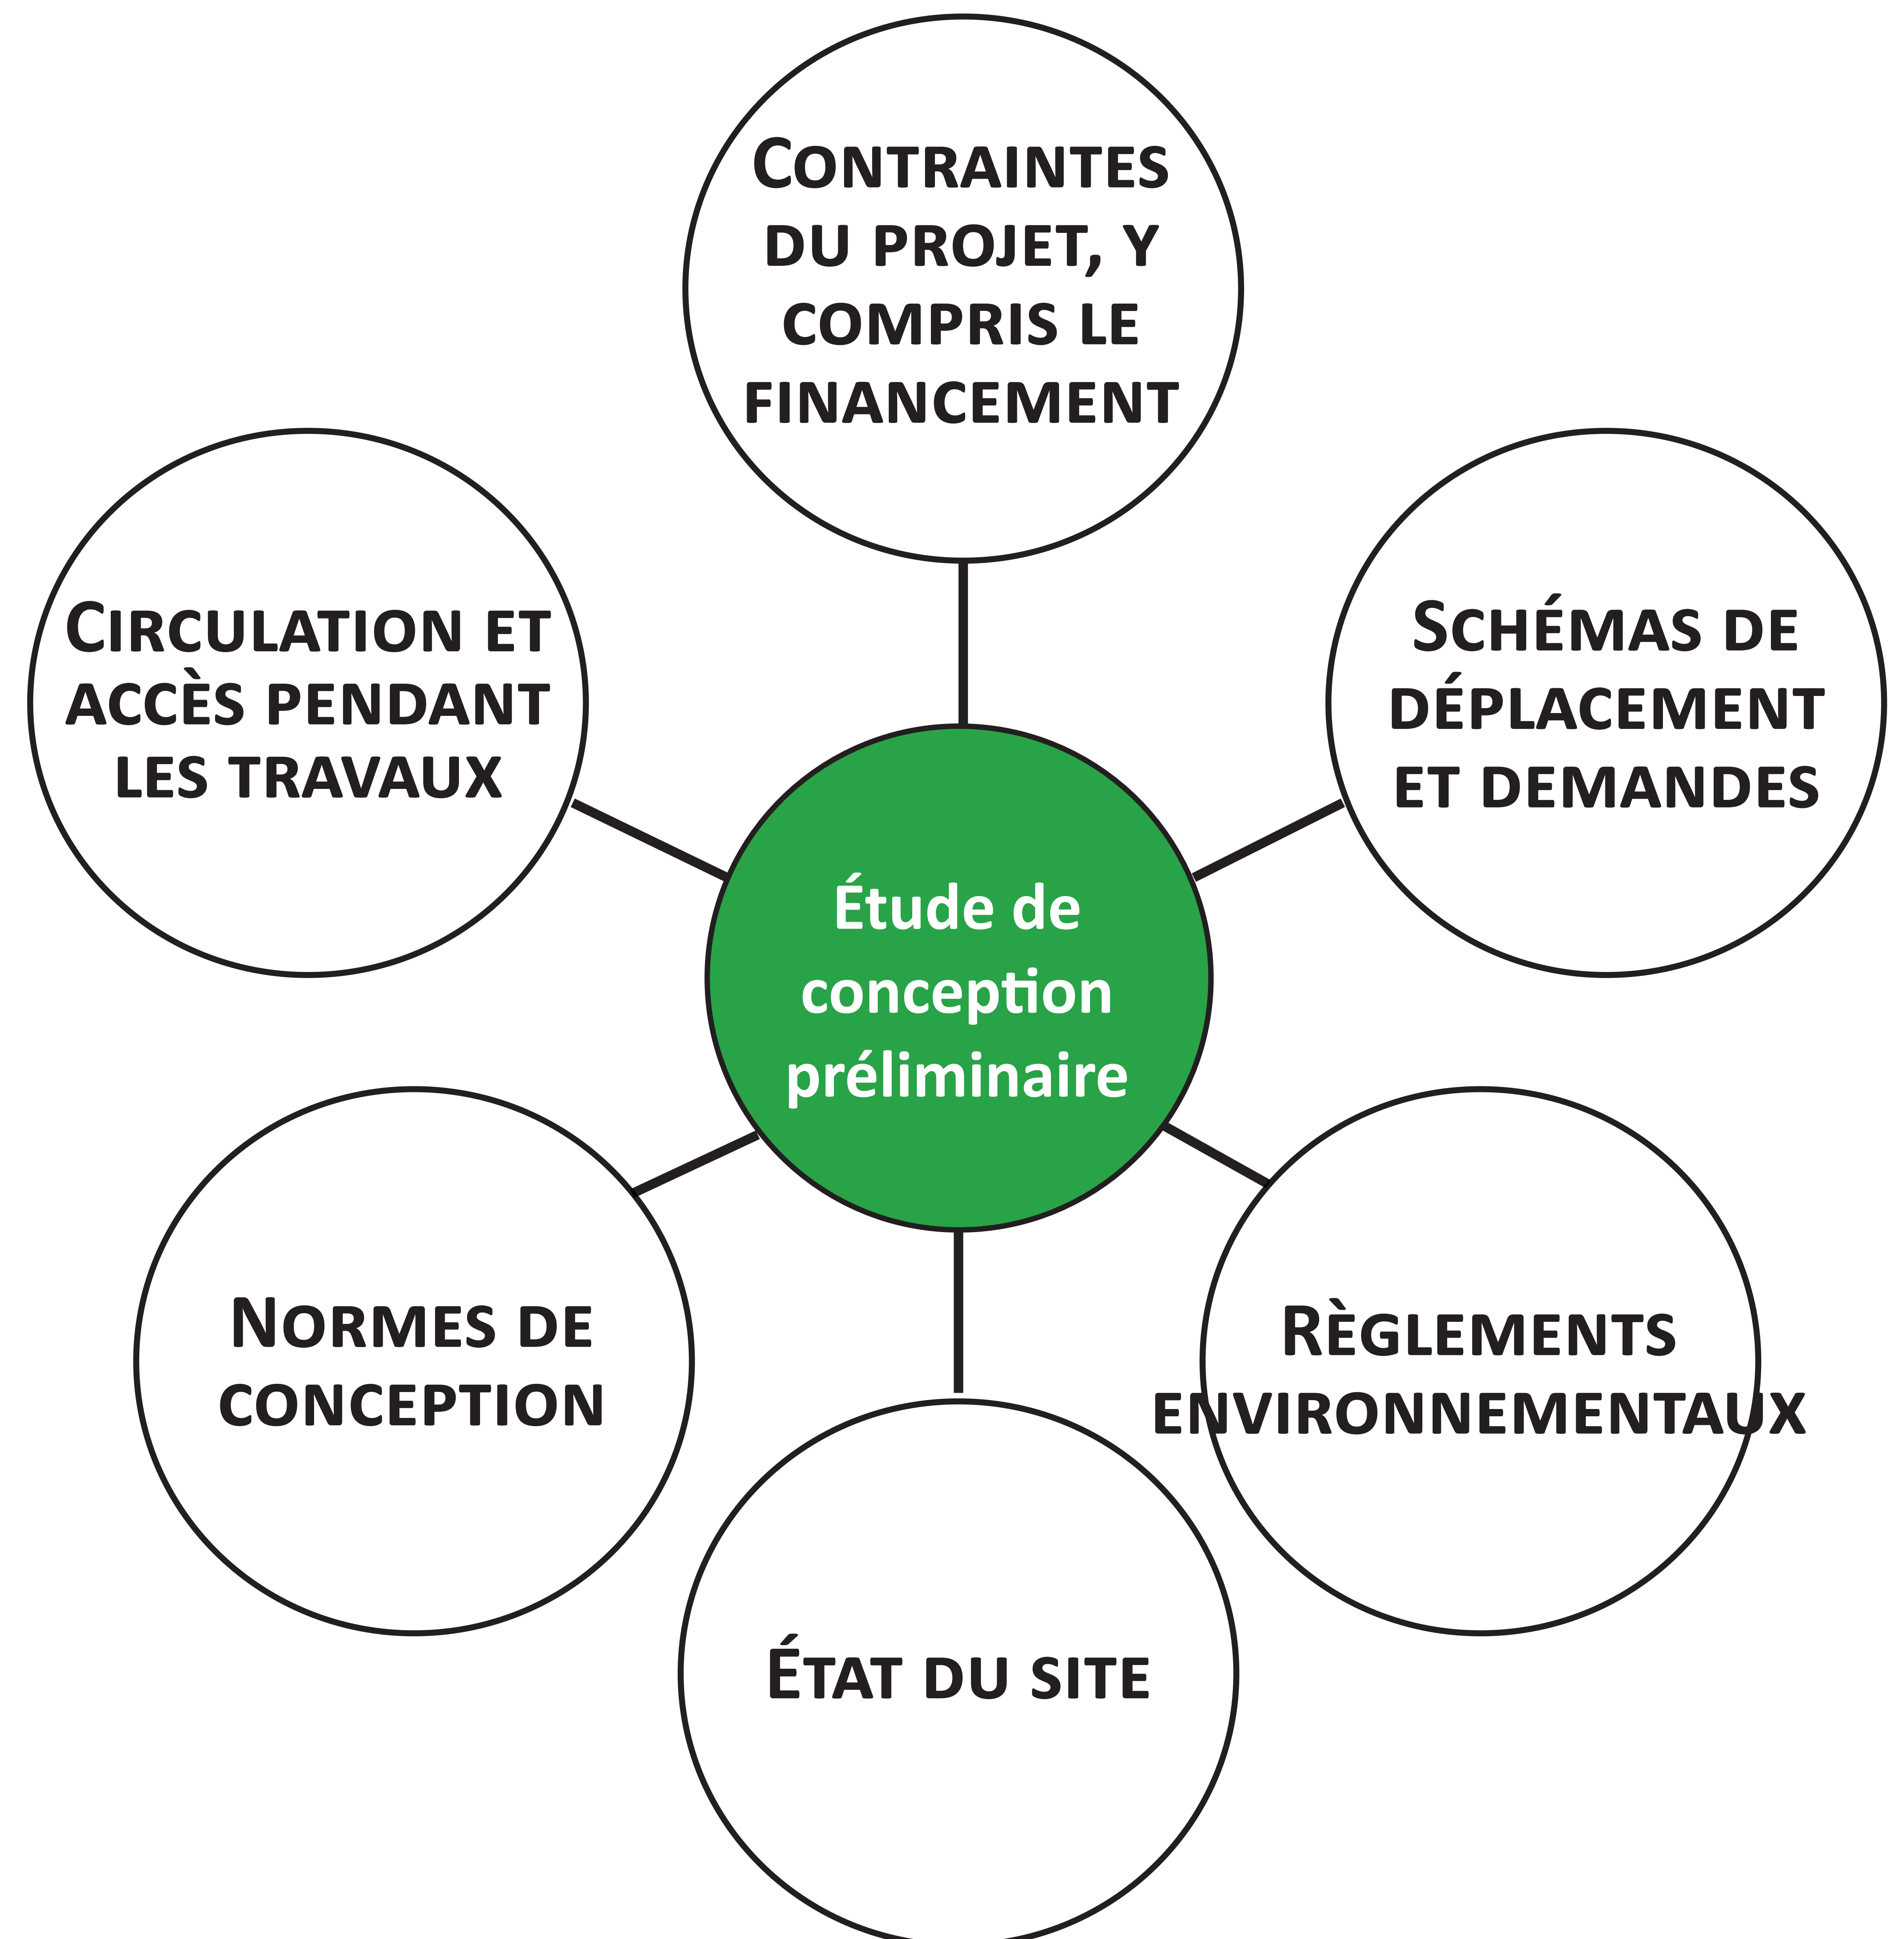 Contraintes
du projet, y
compris le
financement
Circulation et
accès pendant
les travaux
Schémas de
déplacement
et demandes
Étude de
conception
préliminaire
Normes de
conception
Règlements
environnementaux
État du site